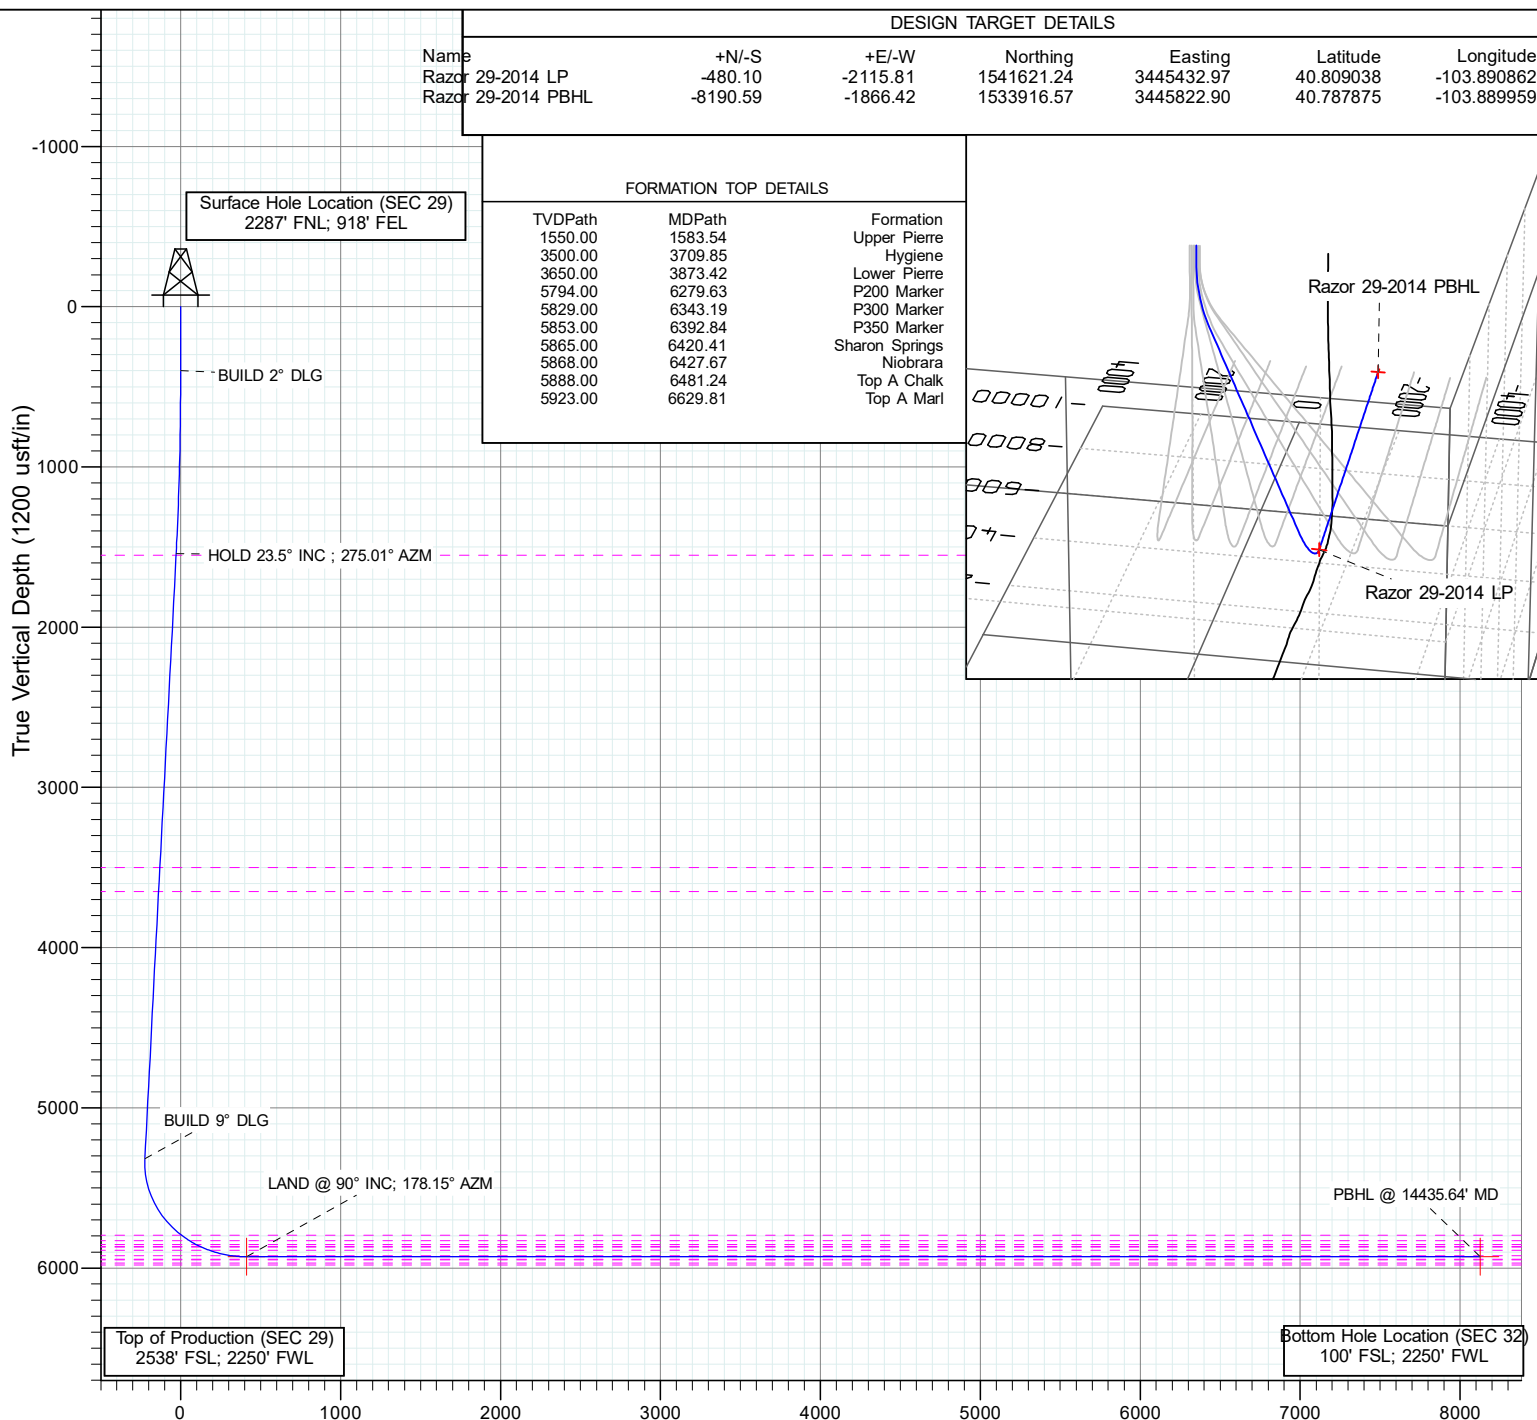 DESIGN TARGET DETAILS
Name +N/-S +E/-W Northing Easting Latitude Longitude
Razor 29-2014 LP -480.10 -2115.81 1541621.24 3445432.97 40.809038 -103.890862
Razor 29-2014 PBHL -8190.59 -1866.42 1533916.57 3445822.90 40.787875 -103.889959
FORMATION TOP DETAILS
TVDPath MDPath Formation
1550.00 1583.54 Upper Pierre
3500.00 3709.85 Hygiene
3650.00 3873.42 Lower Pierre
5794.00 6279.63 P200 Marker
5829.00 6343.19 P300 Marker
5853.00 6392.84 P350 Marker
5865.00 6420.41 Sharon Springs
5868.00 6427.67 Niobrara
5888.00 6481.24 Top A Chalk
5923.00 6629.81 Top A Marl
Surface Hole Location (SEC 29)
2287' FNL; 918' FEL
Razor 29-2014 PBHL
Razor 29-2014 LP
4000
2000
0
-2000
-4000
-10000
-8000
-6000
True Vertical Depth (1200 usft/in)
-1000
0
1000
2000
3000
4000
5000
6000
BUILD 2° DLG
HOLD 23.5° INC ; 275.01° AZM
BUILD 9° DLG
LAND @ 90° INC; 178.15° AZM
PBHL @ 14435.64' MD
Top of Production (SEC 29)
2538' FSL; 2250' FWL
Bottom Hole Location (SEC 32)
100' FSL; 2250' FWL
0 1000 2000 3000 4000 5000 6000 7000 8000